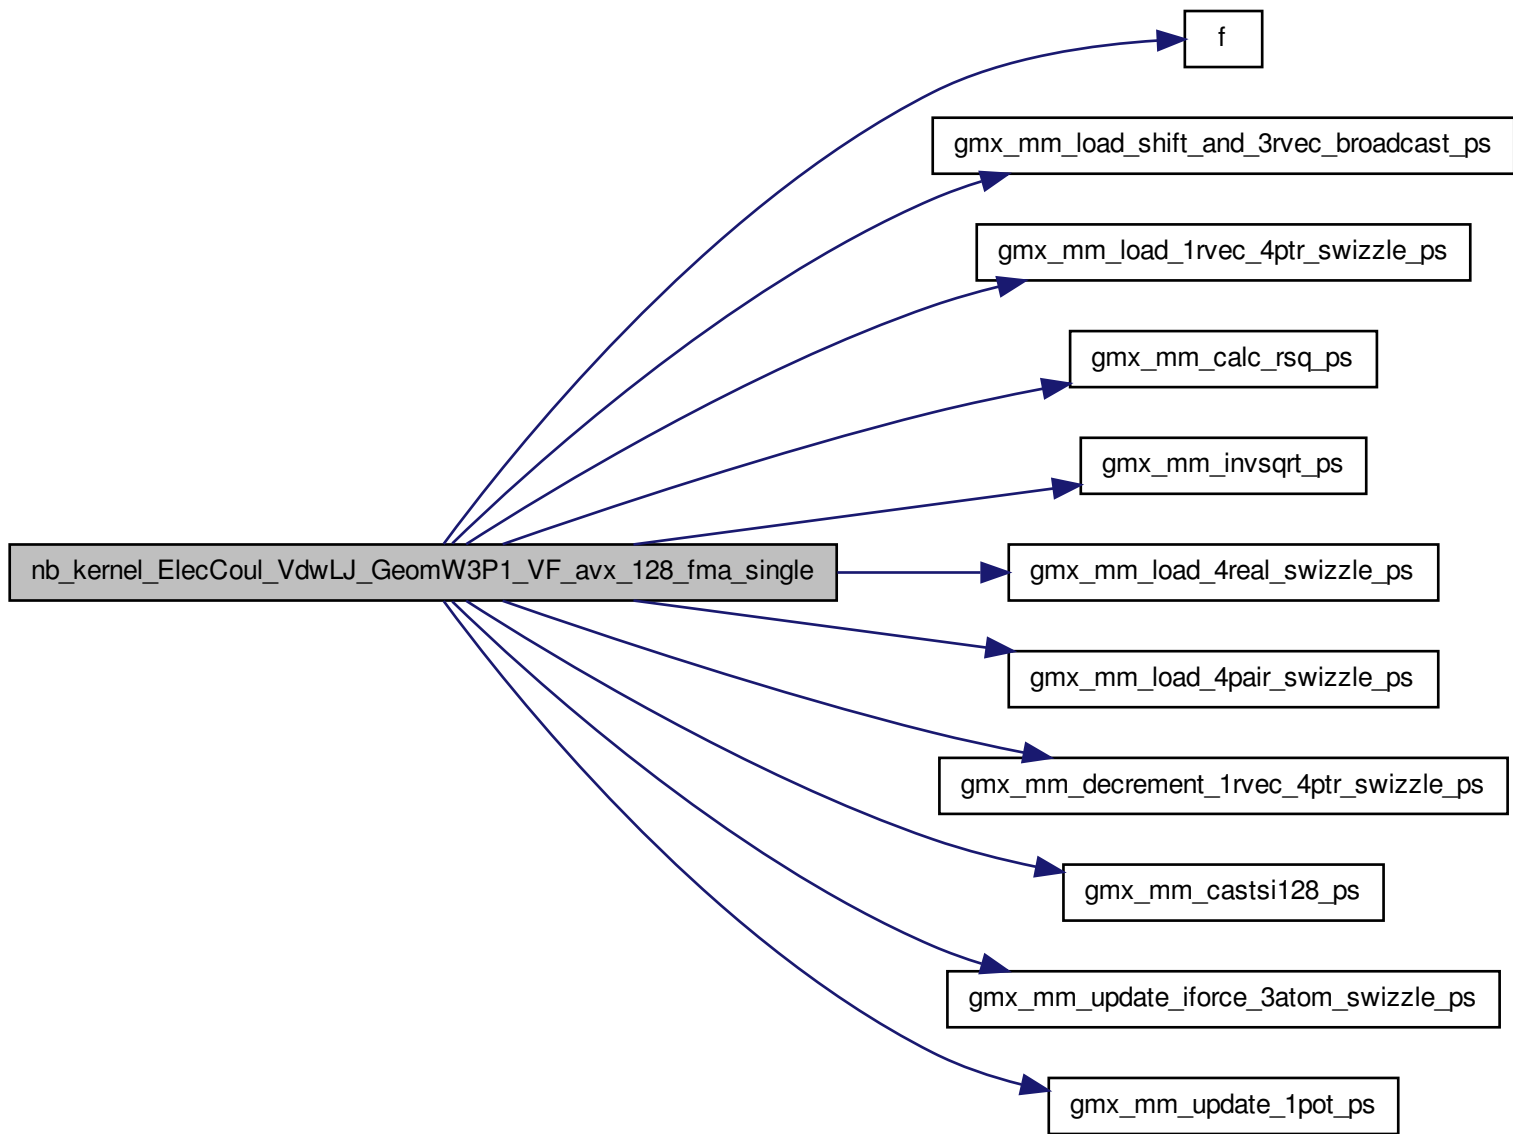 f
gmx_mm_load_shift_and_3rvec_broadcast_ps
gmx_mm_load_1rvec_4ptr_swizzle_ps
gmx_mm_calc_rsq_ps
gmx_mm_invsqrt_ps
nb_kernel_ElecCoul_VdwLJ_GeomW3P1_VF_avx_128_fma_single
gmx_mm_load_4real_swizzle_ps
gmx_mm_load_4pair_swizzle_ps
gmx_mm_decrement_1rvec_4ptr_swizzle_ps
gmx_mm_castsi128_ps
gmx_mm_update_iforce_3atom_swizzle_ps
gmx_mm_update_1pot_ps